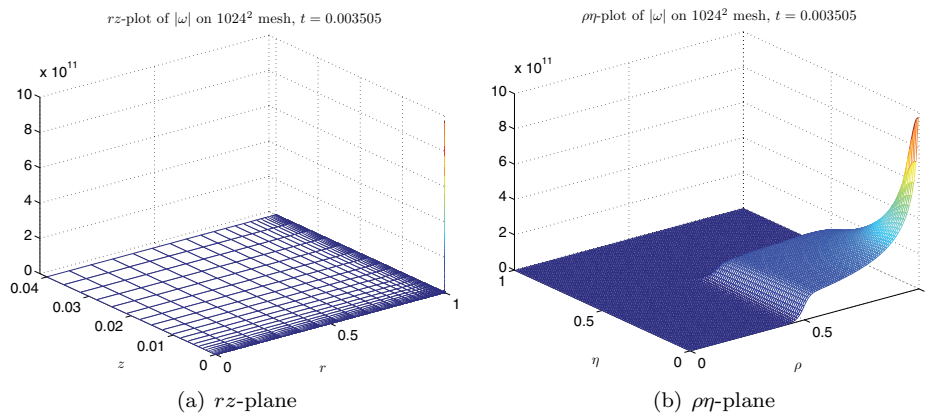 rz-plot of |ω| on 1024² mesh, t = 0.003505
x 10¹¹
10
8
6
4
2
0
0.04
0.03
0.02
0.01
0
0
0.5
1
z
r
(a) rz-plane
ρη-plot of |ω| on 1024² mesh, t = 0.003505
x 10¹¹
10
8
6
4
2
0
1
0.5
0
0
0.5
η
ρ
(b) ρη-plane